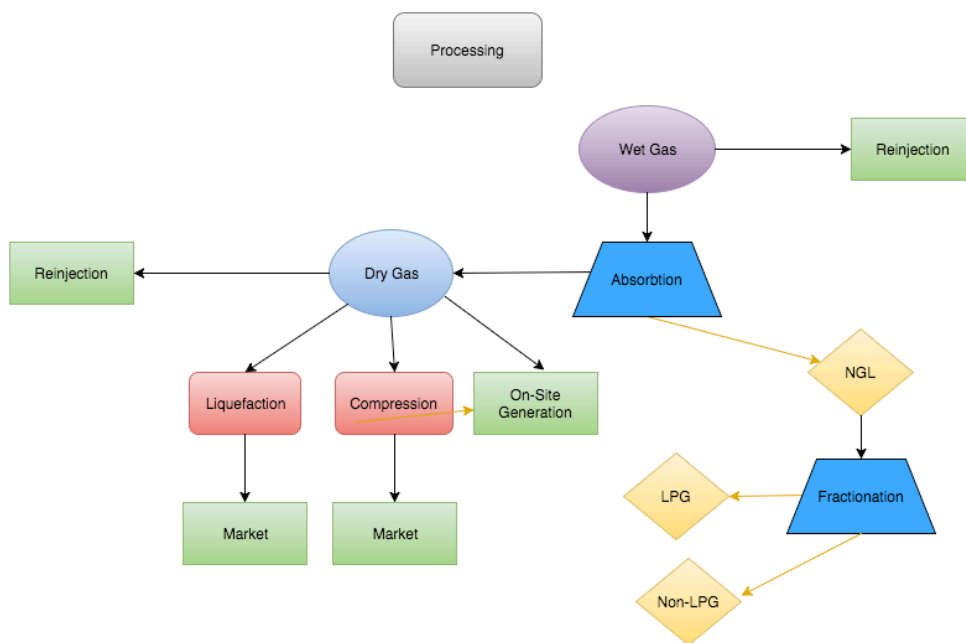 Processing
Wet Gas
Reinjection
Reinjection
Dry Gas
Absorbtion
NGL
Liquefaction
Compression
On-Site
Generation
LPG
Fractionation
Market
Market
Non-LPG